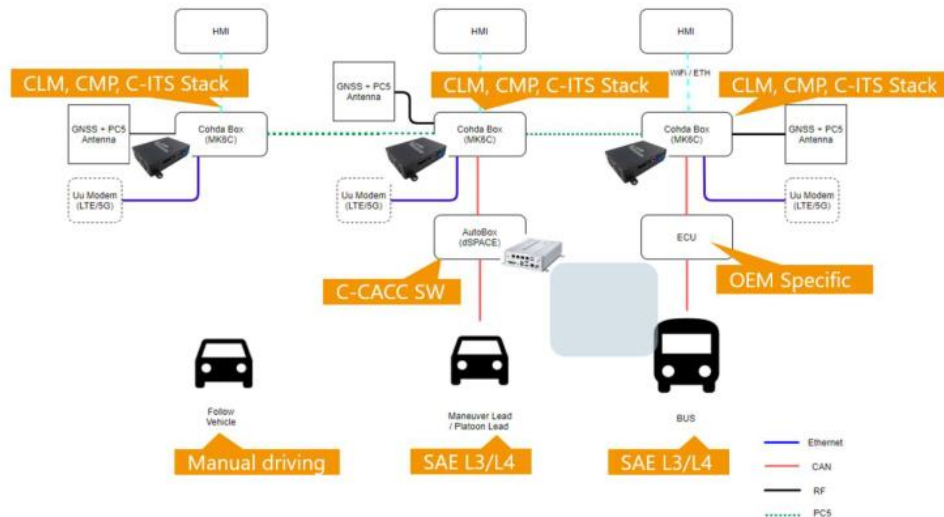 HMI
HMI
HMI
CLM, CMP, C-ITS Stack
CLM, CMP, C-ITS Stack
WiFi / ETH
CLM, CMP, C-ITS Stack
GNSS + PC5
Antenna
GNSS + PC5
Antenna
Cohda Box
(MK6C)
Cohda Box
(MK6C)
Cohda Box
(MK6C)
GNSS + PC5
Antenna
Uu Modem
(LTE/5G)
Uu Modem
(LTE/5G)
Uu Modem
(LTE/5G)
AutoBox
(dSPACE)
ECU
C-CACC SW
OEM Specific
Follow
Vehicle
Maneuver Lead
/ Platoon Lead
BUS
Manual driving
SAE L3/L4
SAE L3/L4
Ethernet
CAN
RF
PC5